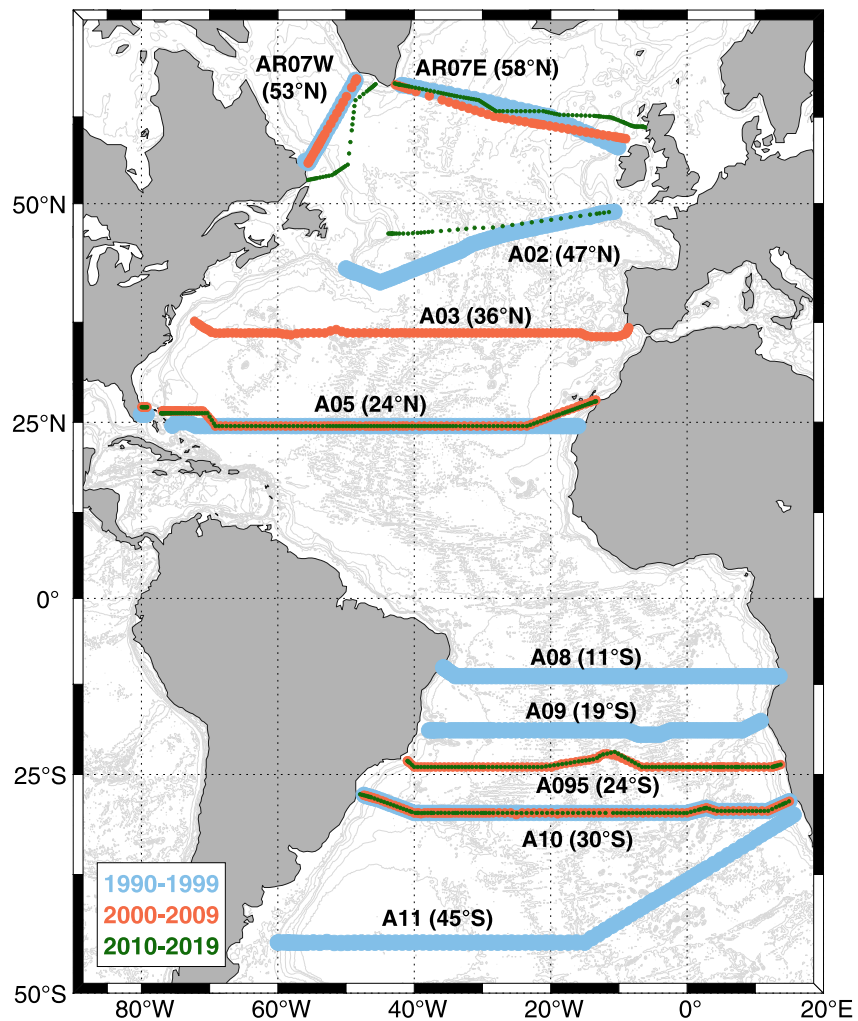 AR07W
(53°N)
AR07E (58°N)
50°N
A02 (47°N)
A03 (36°N)
A05 (24°N)
25°N
0°
A08 (11°S)
A09 (19°S)
25°S
A095 (24°S)
A10 (30°S)
1990-1999
2000-2009
2010-2019
A11 (45°S)
50°S
80°W
60°W
40°W
20°W
0°
20°E